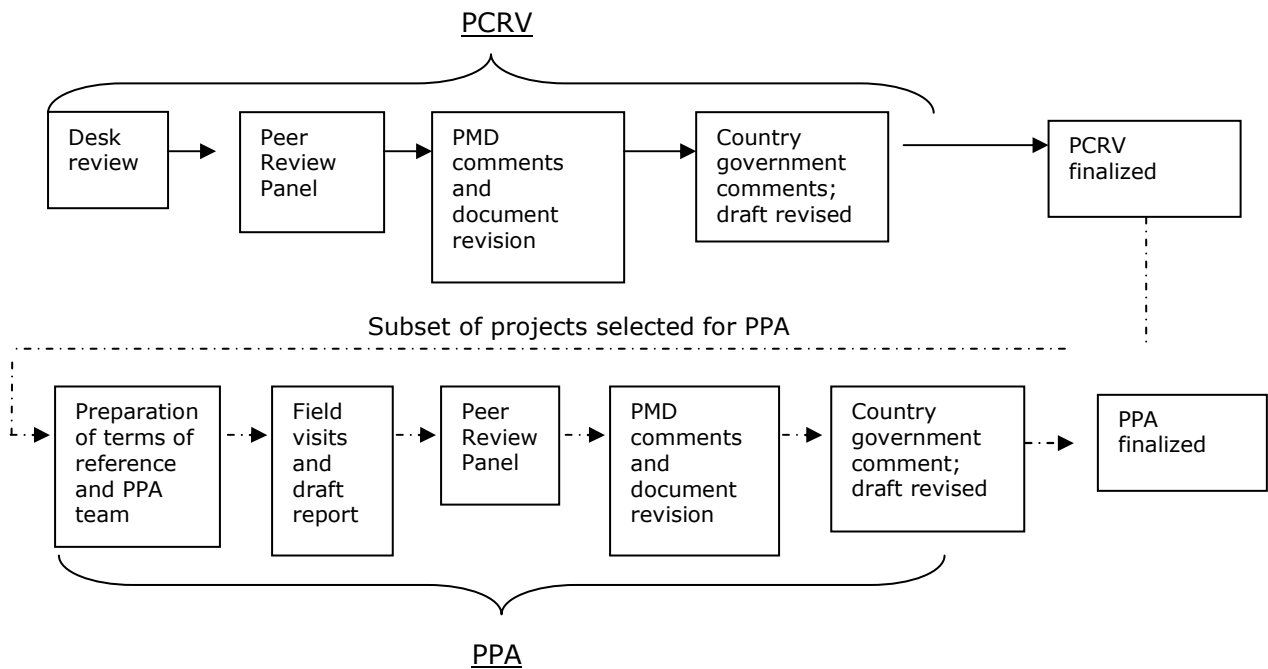 PCRV
Desk
review
Peer
Review
Panel
PMD
comments
and
document
revision
Country
government
comments;
draft revised
PCRV
finalized
Subset of projects selected for PPA
Preparation
of terms of
reference
and PPA
team
Field
visits
and
draft
report
Peer
Review
Panel
PMD
comments
and
document
revision
Country
government
comment;
draft revised
PPA
finalized
PPA